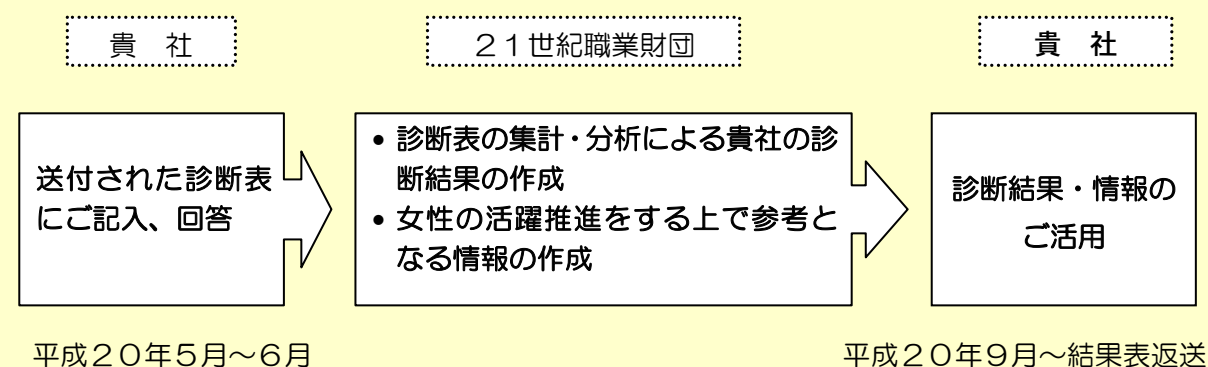 貴　社
２１世紀職業財団
貴　社
送付された診断表
にご記入、回答
• 診断表の集計・分析による貴社の診
断結果の作成
• 女性の活躍推進をする上で参考と
なる情報の作成
診断結果・情報の
ご活用
平成２０年５月～６月
平成２０年９月～結果表返送